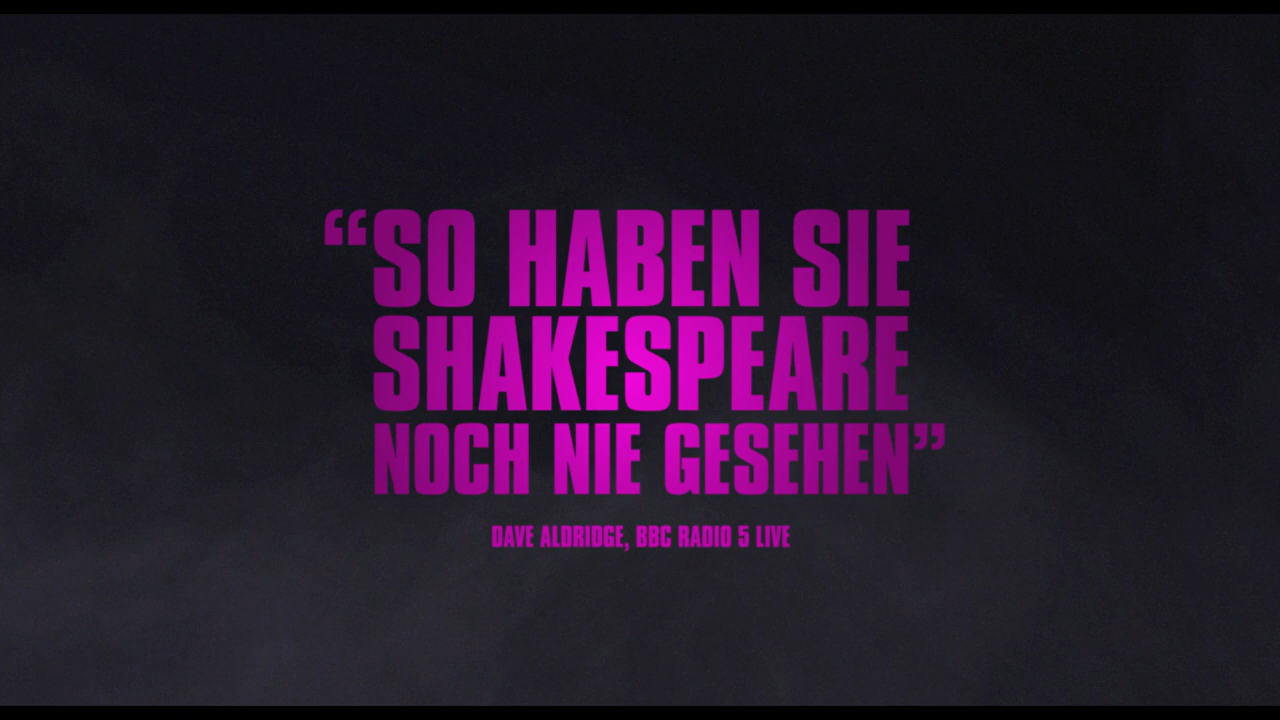 “SO HABEN SIE
SHAKESPEARE
NOCH NIE GESEHEN”
DAVE ALDRIDGE, BBC RADIO 5 LIVE